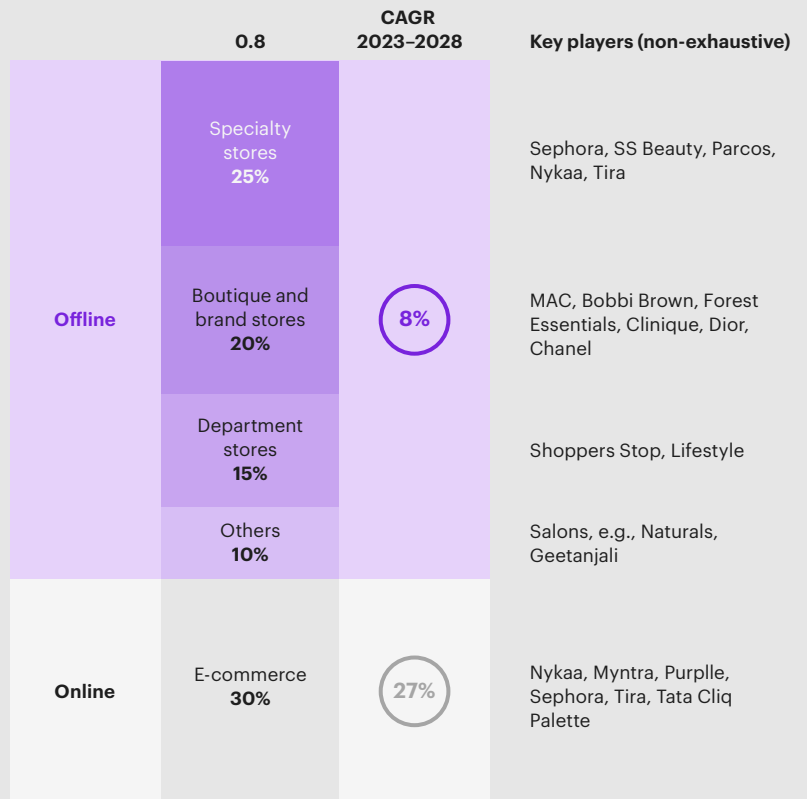 0.8
CAGR
2023–2028
Key players (non-exhaustive)
Offline
Specialty
stores
25%
Sephora, SS Beauty, Parcos,
Nykaa, Tira
Boutique and
brand stores
20%
8%
MAC, Bobbi Brown, Forest
Essentials, Clinique, Dior,
Chanel
Department
stores
15%
Shoppers Stop, Lifestyle
Others
10%
Salons, e.g., Naturals,
Geetanjali
Online
E-commerce
30%
27%
Nykaa, Myntra, Purplle,
Sephora, Tira, Tata Cliq
Palette